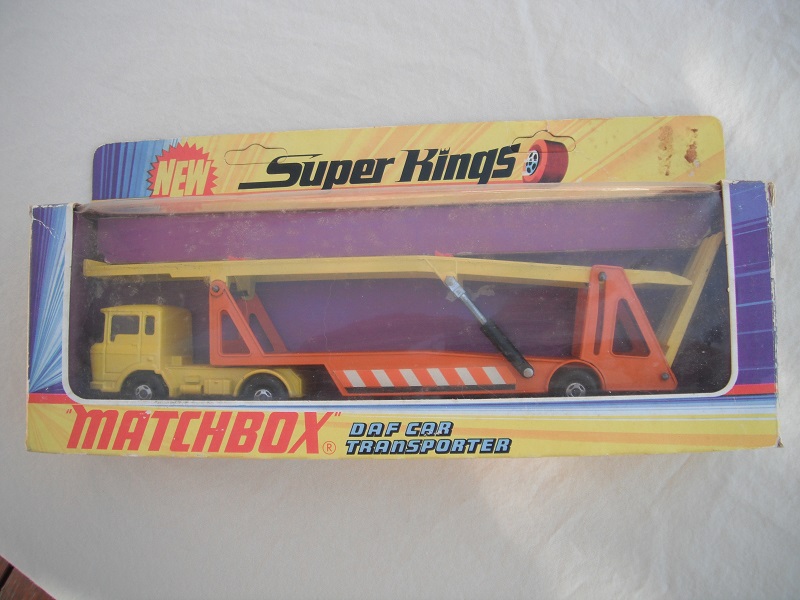 NEW
Super Kings
"MATCHBOX"®
DAF CAR
TRANSPORTER